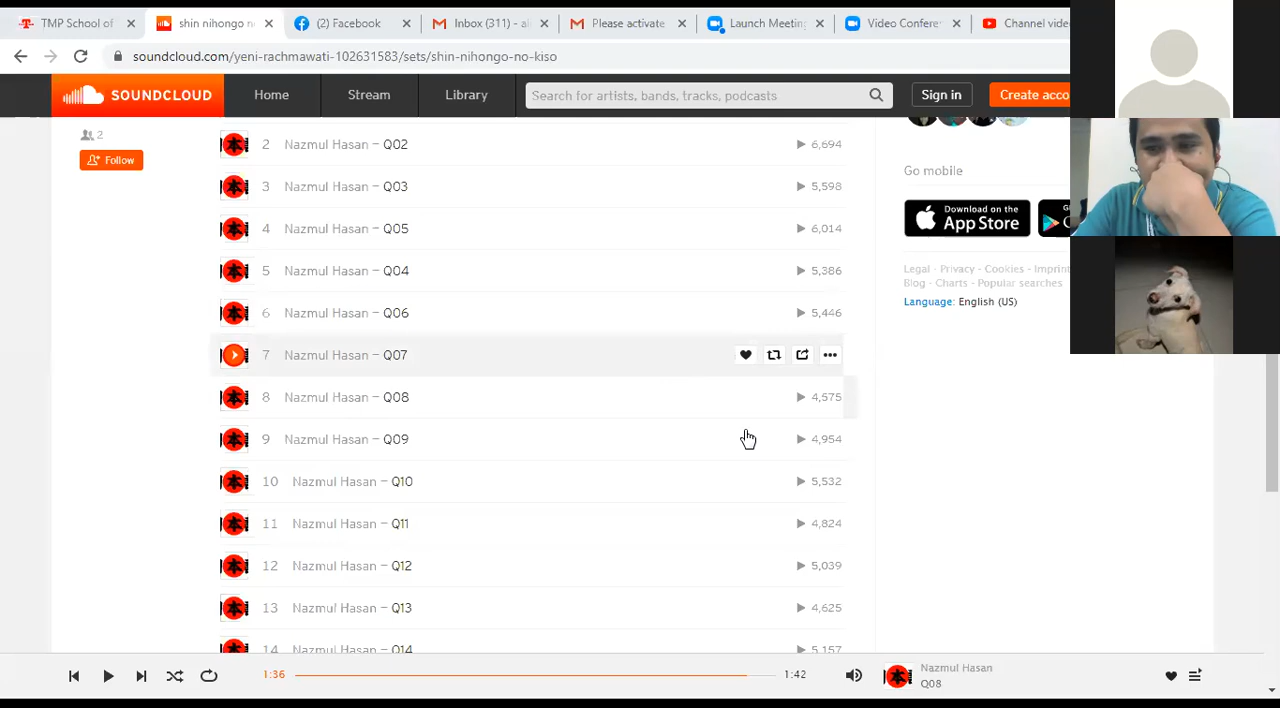 TMP School of
shin nihongo n
(2) Facebook
Inbox (311) - a
Please activate
Launch Meetin
Video Confere
Channel vide
soundcloud.com/yeni-rachmawati-102631583/sets/shin-nihongo-no-kiso
SOUNDCLOUD
Home
Stream
Library
Search for artists, bands, tracks, podcasts
Sign in
Create acco
2
Follow
2 Nazmul Hasan – Q02 6,694
3 Nazmul Hasan – Q03 5,598
4 Nazmul Hasan – Q05 6,014
5 Nazmul Hasan – Q04 5,386
6 Nazmul Hasan – Q06 5,446
7 Nazmul Hasan – Q07
8 Nazmul Hasan – Q08 4,575
9 Nazmul Hasan – Q09 4,954
10 Nazmul Hasan – Q10 5,532
11 Nazmul Hasan – Q11 4,824
12 Nazmul Hasan – Q12 5,039
13 Nazmul Hasan – Q13 4,625
14 Nazmul Hasan – Q14 5,157
Go mobile
Download on the
App Store
Legal - Privacy - Cookies - Imprint
Blog - Charts - Popular searches
Language: English (US)
1:36
1:42
Nazmul Hasan
Q08
本